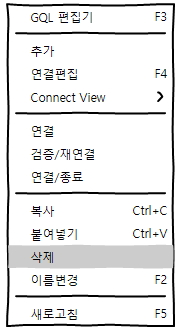 GQL 편집기 F3
추가
연결편집 F4
Connect View
연결
검증/재연결
연결/종료
복사 Ctrl+C
붙여넣기 Ctrl+V
삭제
이름변경 F2
새로고침 F5